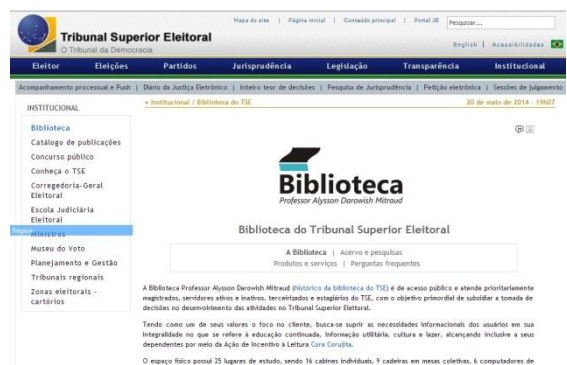 Mapa do site | Página inicial | Conteúdo principal | Portal JE
Pesquisar...
Tribunal Superior Eleitoral
O Tribunal da Democracia
English | Acessibilidades
Eleitor Eleições Partidos Jurisprudência Legislação Transparência Institucional
Acompanhamento processual e Push | Diário da Justiça Eletrônico | Inteiro teor de decisões | Pesquisa de Jurisprudência | Petição eletrônica | Sessões de julgamento
INSTITUCIONAL
Institucional / Biblioteca do TSE
20 de maio de 2014 - 19h07
Biblioteca
Catálogo de publicações
Concurso público
Conheça o TSE
Corregedoria-Geral
Eleitoral
Escola Judiciária
Eleitoral
Ministros
Museu do Voto
Planejamento e Gestão
Tribunais regionais
Zonas eleitorais -
cartórios
Biblioteca
Professor Alysson Darowish Mitraud
Biblioteca do Tribunal Superior Eleitoral
A Biblioteca | Acervo e pesquisas
Produtos e serviços | Perguntas frequentes
A Biblioteca Professor Alysson Darowish Mitraud (histórico da biblioteca do TSE) é de acesso público e atende prioritariamente
magistrados, servidores ativos e inativos, terceirizados e estagiários do TSE, com o objetivo primordial de subsidiar a tomada de
decisões no desenvolvimento das atividades no Tribunal Superior Eleitoral.
Tendo como um de seus valores o foco no cliente, busca-se suprir as necessidades informacionais dos usuários em sua
integralidade no que se refere à educação continuada, informação utilitária, cultura e lazer, alcançando inclusive a seus
dependentes por meio da Ação de Incentivo à Leitura Cora Corujita.
O espaço físico possui 25 lugares de estudo, sendo 16 cabines individuais, 9 cadeiras em mesas coletivas, 6 computadores de